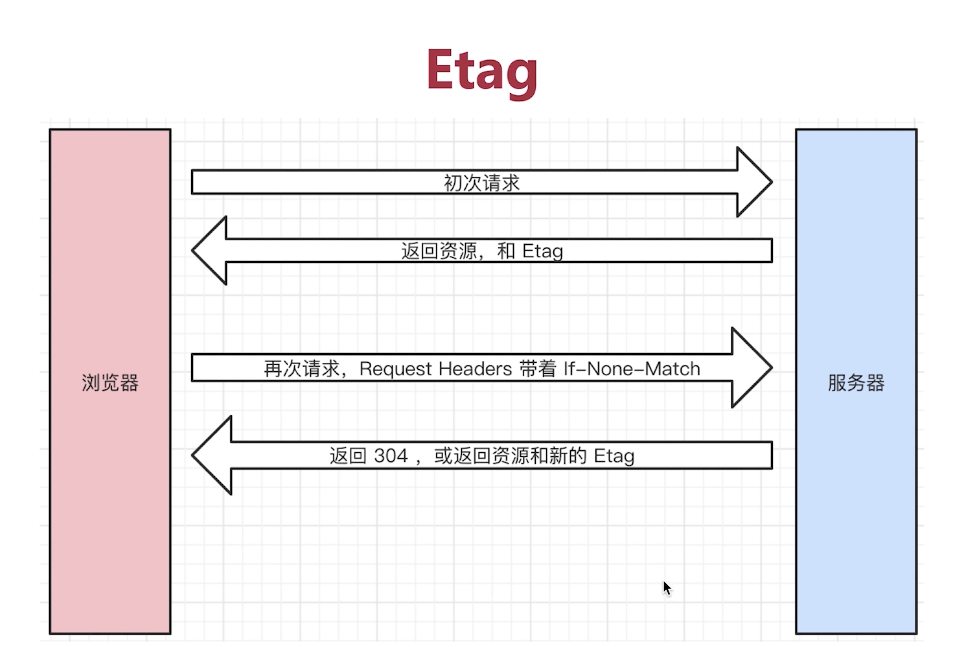 Etag
初次请求
返回资源，和 Etag
再次请求，Request Headers 带着 If-None-Match
浏览器
服务器
返回 304 ，或返回资源和新的 Etag